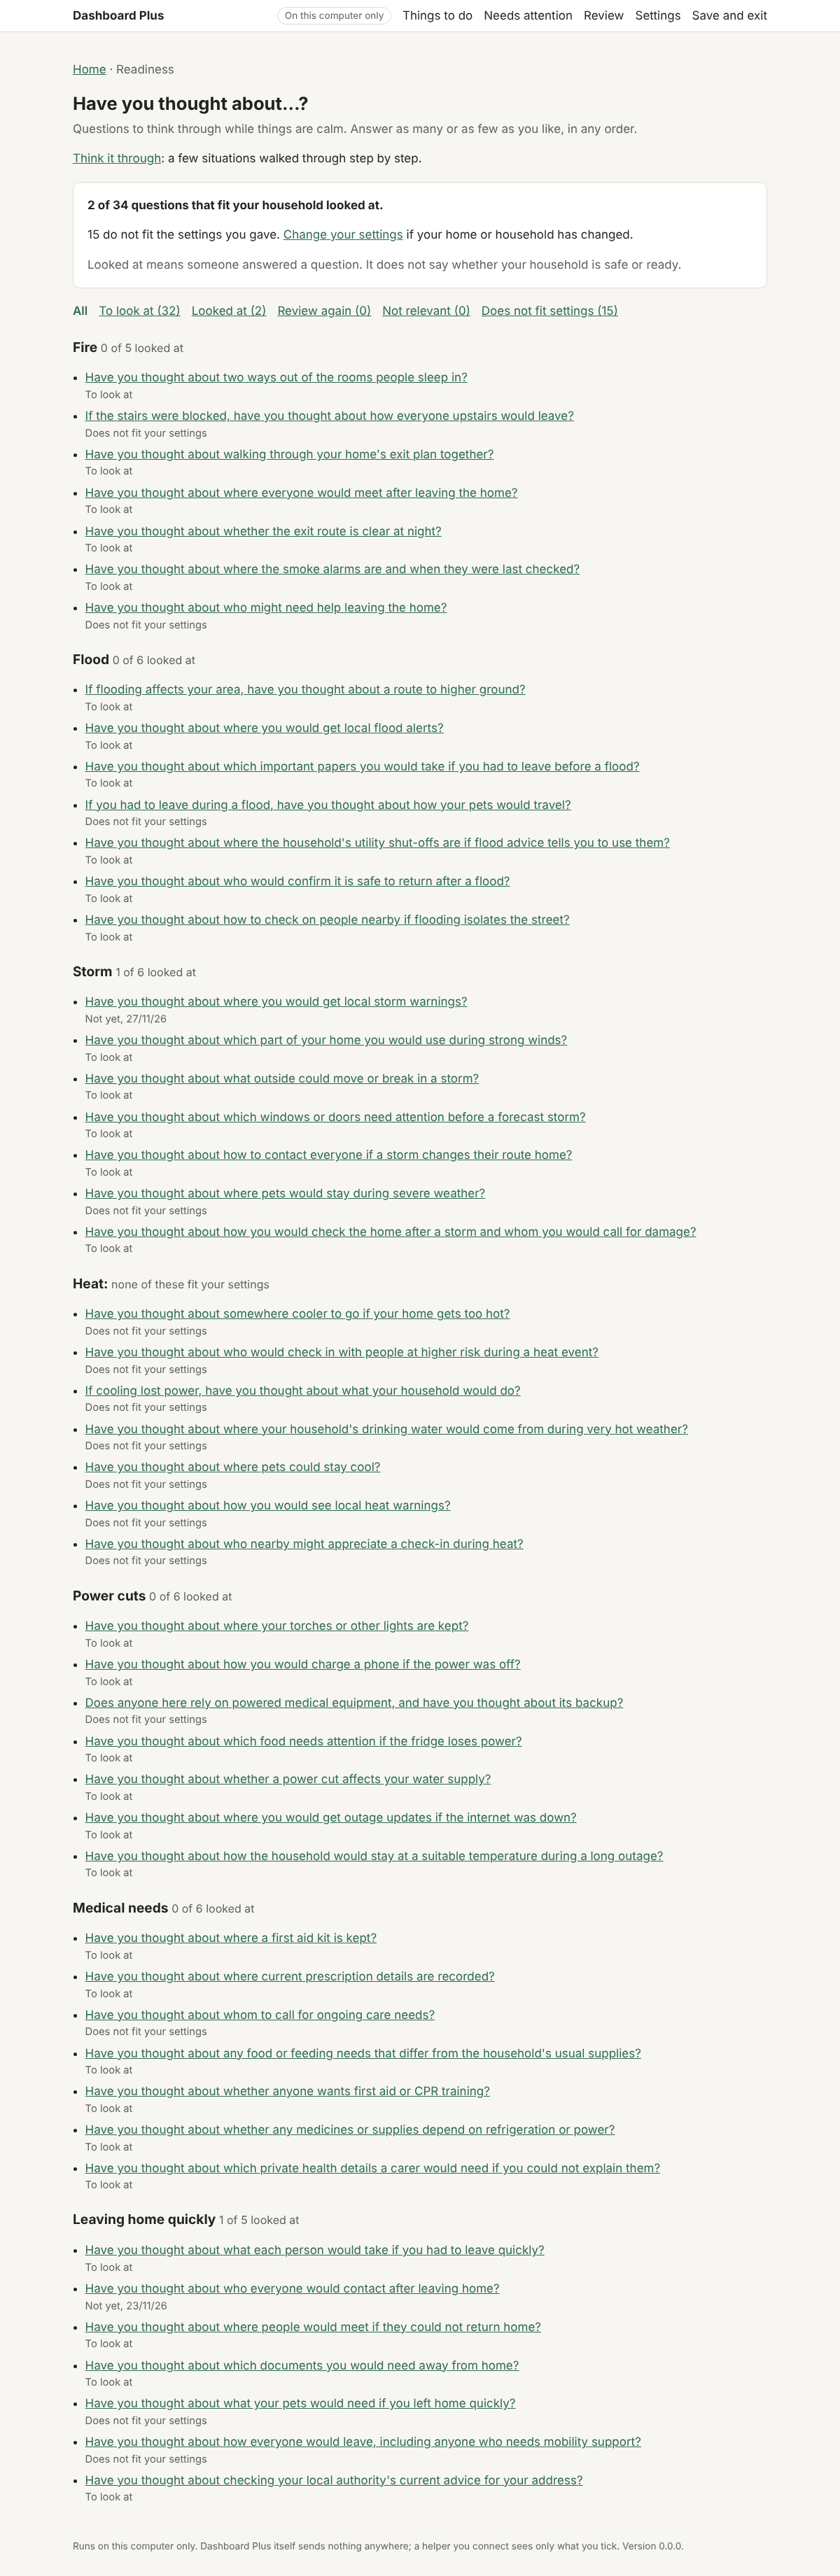 Dashboard Plus
On this computer only
Things to do
Needs attention
Review
Settings
Save and exit
Home · Readiness
Have you thought about...?
Questions to think through while things are calm. Answer as many or as few as you like, in any order.
Think it through: a few situations walked through step by step.
2 of 34 questions that fit your household looked at.
15 do not fit the settings you gave. Change your settings if your home or household has changed.
Looked at means someone answered a question. It does not say whether your household is safe or ready.
All To look at (32) Looked at (2) Review again (0) Not relevant (0) Does not fit settings (15)
Fire 0 of 5 looked at
• Have you thought about two ways out of the rooms people sleep in?
To look at
• If the stairs were blocked, have you thought about how everyone upstairs would leave?
Does not fit your settings
• Have you thought about walking through your home's exit plan together?
To look at
• Have you thought about where everyone would meet after leaving the home?
To look at
• Have you thought about whether the exit route is clear at night?
To look at
• Have you thought about where the smoke alarms are and when they were last checked?
To look at
• Have you thought about who might need help leaving the home?
Does not fit your settings
Flood 0 of 6 looked at
• If flooding affects your area, have you thought about a route to higher ground?
To look at
• Have you thought about where you would get local flood alerts?
To look at
• Have you thought about which important papers you would take if you had to leave before a flood?
To look at
• If you had to leave during a flood, have you thought about how your pets would travel?
Does not fit your settings
• Have you thought about where the household's utility shut-offs are if flood advice tells you to use them?
To look at
• Have you thought about who would confirm it is safe to return after a flood?
To look at
• Have you thought about how to check on people nearby if flooding isolates the street?
To look at
Storm 1 of 6 looked at
• Have you thought about where you would get local storm warnings?
Not yet, 27/11/26
• Have you thought about which part of your home you would use during strong winds?
To look at
• Have you thought about what outside could move or break in a storm?
To look at
• Have you thought about which windows or doors need attention before a forecast storm?
To look at
• Have you thought about how to contact everyone if a storm changes their route home?
To look at
• Have you thought about where pets would stay during severe weather?
Does not fit your settings
• Have you thought about how you would check the home after a storm and whom you would call for damage?
To look at
Heat: none of these fit your settings
• Have you thought about somewhere cooler to go if your home gets too hot?
Does not fit your settings
• Have you thought about who would check in with people at higher risk during a heat event?
Does not fit your settings
• If cooling lost power, have you thought about what your household would do?
Does not fit your settings
• Have you thought about where your household's drinking water would come from during very hot weather?
Does not fit your settings
• Have you thought about where pets could stay cool?
Does not fit your settings
• Have you thought about how you would see local heat warnings?
Does not fit your settings
• Have you thought about who nearby might appreciate a check-in during heat?
Does not fit your settings
Power cuts 0 of 6 looked at
• Have you thought about where your torches or other lights are kept?
To look at
• Have you thought about how you would charge a phone if the power was off?
To look at
• Does anyone here rely on powered medical equipment, and have you thought about its backup?
Does not fit your settings
• Have you thought about which food needs attention if the fridge loses power?
To look at
• Have you thought about whether a power cut affects your water supply?
To look at
• Have you thought about where you would get outage updates if the internet was down?
To look at
• Have you thought about how the household would stay at a suitable temperature during a long outage?
To look at
Medical needs 0 of 6 looked at
• Have you thought about where a first aid kit is kept?
To look at
• Have you thought about where current prescription details are recorded?
To look at
• Have you thought about whom to call for ongoing care needs?
Does not fit your settings
• Have you thought about any food or feeding needs that differ from the household's usual supplies?
To look at
• Have you thought about whether anyone wants first aid or CPR training?
To look at
• Have you thought about whether any medicines or supplies depend on refrigeration or power?
To look at
• Have you thought about which private health details a carer would need if you could not explain them?
To look at
Leaving home quickly 1 of 5 looked at
• Have you thought about what each person would take if you had to leave quickly?
To look at
• Have you thought about who everyone would contact after leaving home?
Not yet, 23/11/26
• Have you thought about where people would meet if they could not return home?
To look at
• Have you thought about which documents you would need away from home?
To look at
• Have you thought about what your pets would need if you left home quickly?
Does not fit your settings
• Have you thought about how everyone would leave, including anyone who needs mobility support?
Does not fit your settings
• Have you thought about checking your local authority's current advice for your address?
To look at
Runs on this computer only. Dashboard Plus itself sends nothing anywhere; a helper you connect sees only what you tick. Version 0.0.0.